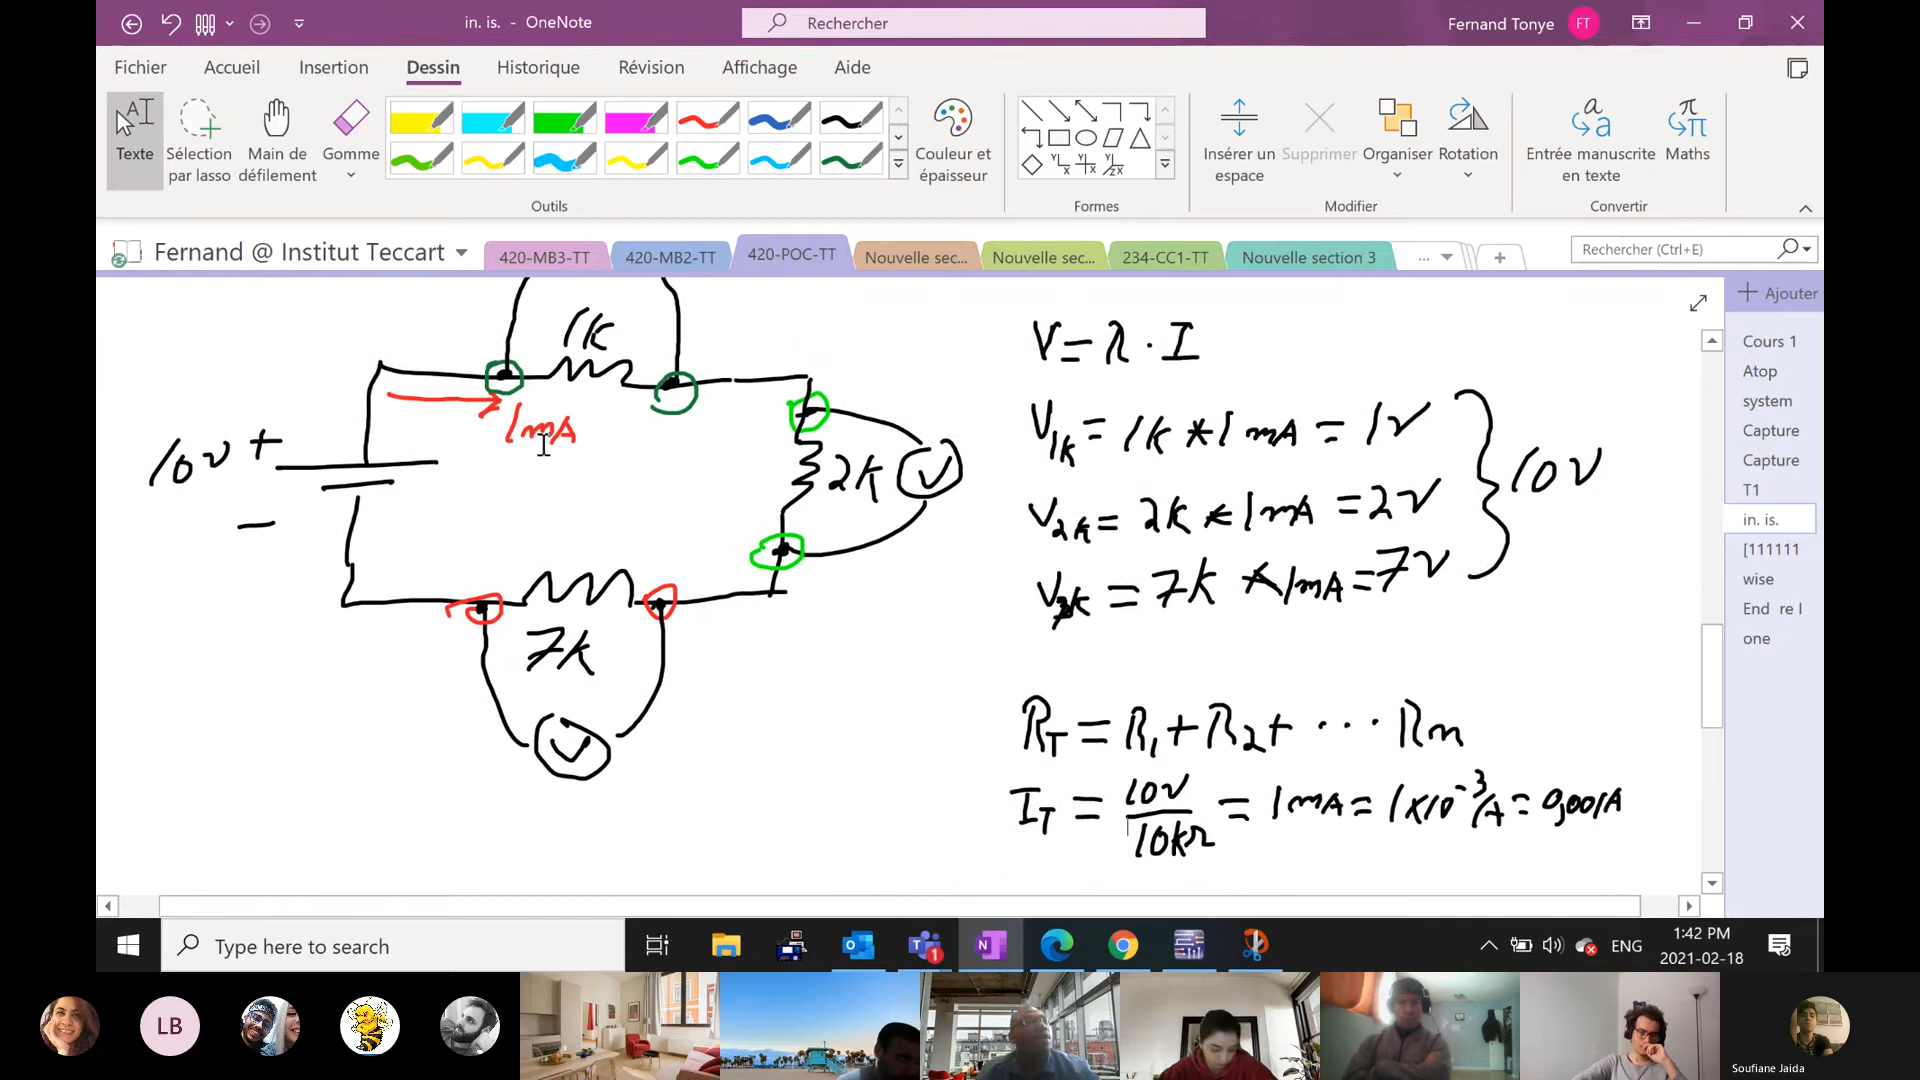 in. is. - OneNote
Rechercher
Fernand Tonye FT
Fichier Accueil Insertion Dessin Historique Révision Affichage Aide
Texte
Sélection par lasso
Main de défilement
Gomme
Couleur et épaisseur
Insérer un espace
Supprimer
Organiser
Rotation
Entrée manuscrite en texte
Maths
Outils Formes Modifier Convertir
Fernand @ Institut Teccart 420-MB3-TT 420-MB2-TT 420-POC-TT Nouvelle sec... Nouvelle sec... 234-CC1-TT Nouvelle section 3 ... Rechercher (Ctrl+E)
Ajouter
Cours 1
Atop
system
Capture
Capture
T1
in. is.
[111111
wise
End re l
one
1k
1mA
10V +
−
2k V
7k
V
V = R · I
V1k = 1k * 1mA = 1V
V2k = 2k * 1mA = 2V
= 7k * 1mA = 7V
10V
RT = R1 + R2 + ... Rn
IT = 10V / 10kΩ = 1mA = 1x10⁻³A = 0,001A
Type here to search
1
ENG
1:42 PM
2021-02-18
LB
Soufiane Jaida